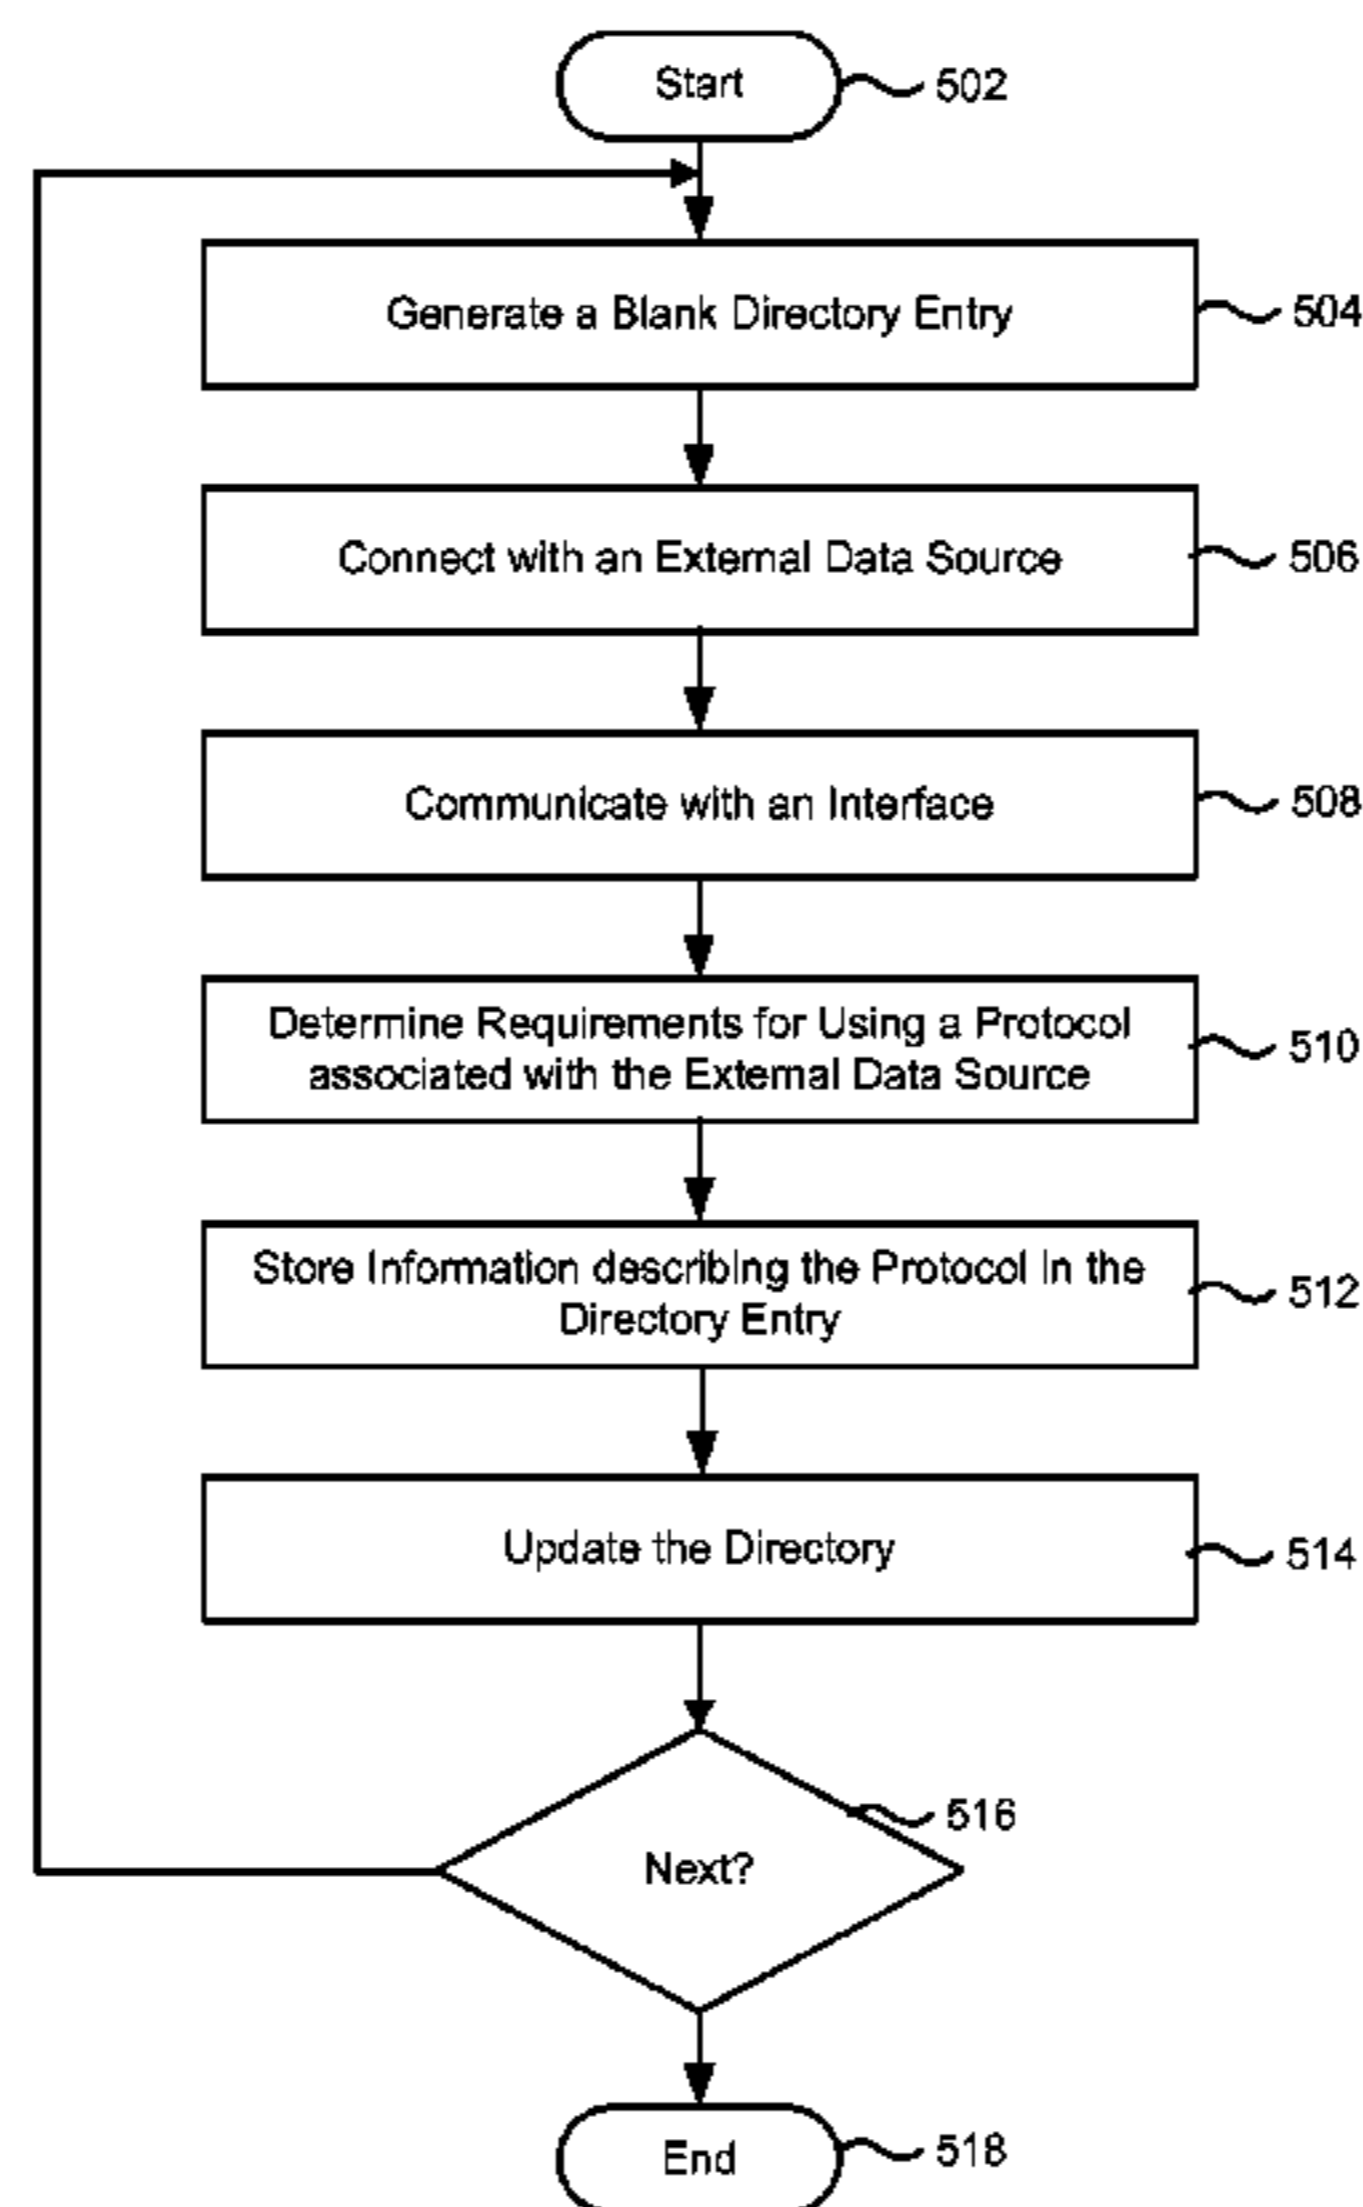 Start
502
Generate a Blank Directory Entry
504
Connect with an External Data Source
506
Communicate with an Interface
508
Determine Requirements for Using a Protocol
associated with the External Data Source
510
Store Information describing the Protocol in the
Directory Entry
512
Update the Directory
514
516
Next?
End
518